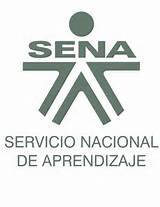 SENA
SERVICIO NACIONAL
DE APRENDIZAJE